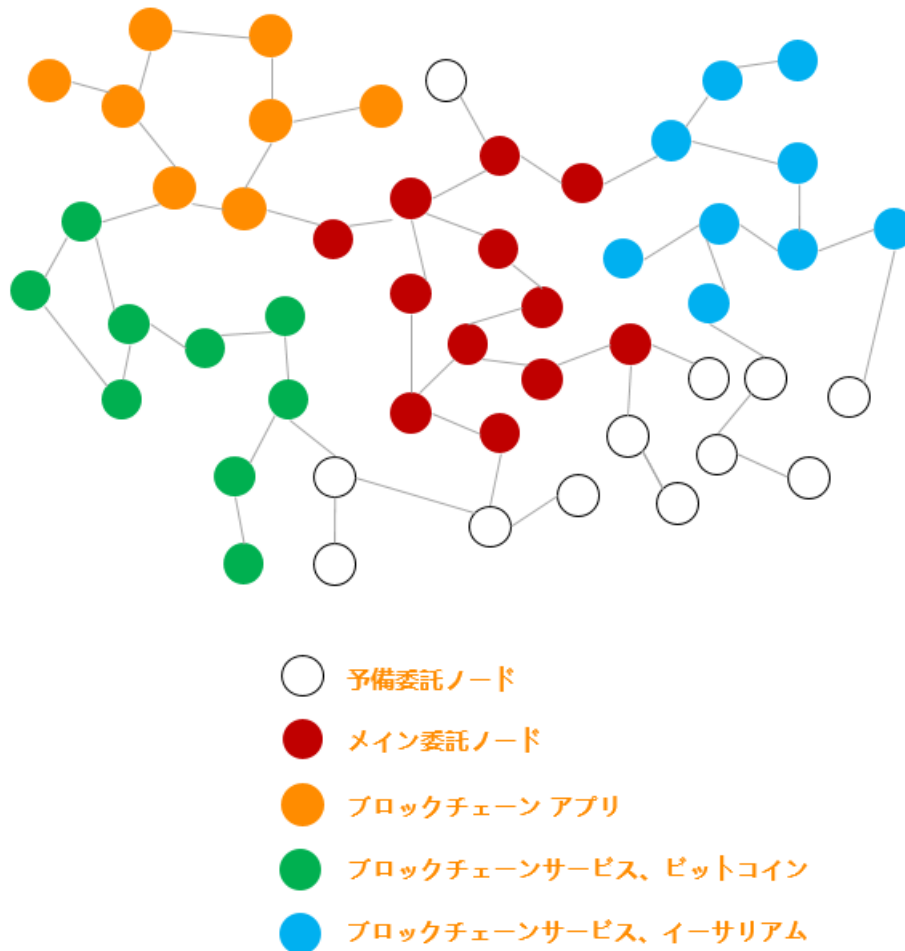 予備委託ノード
メイン委託ノード
ブロックチェーン アプリ
ブロックチェーンサービス、ビットコイン
ブロックチェーンサービス、イーサリアム